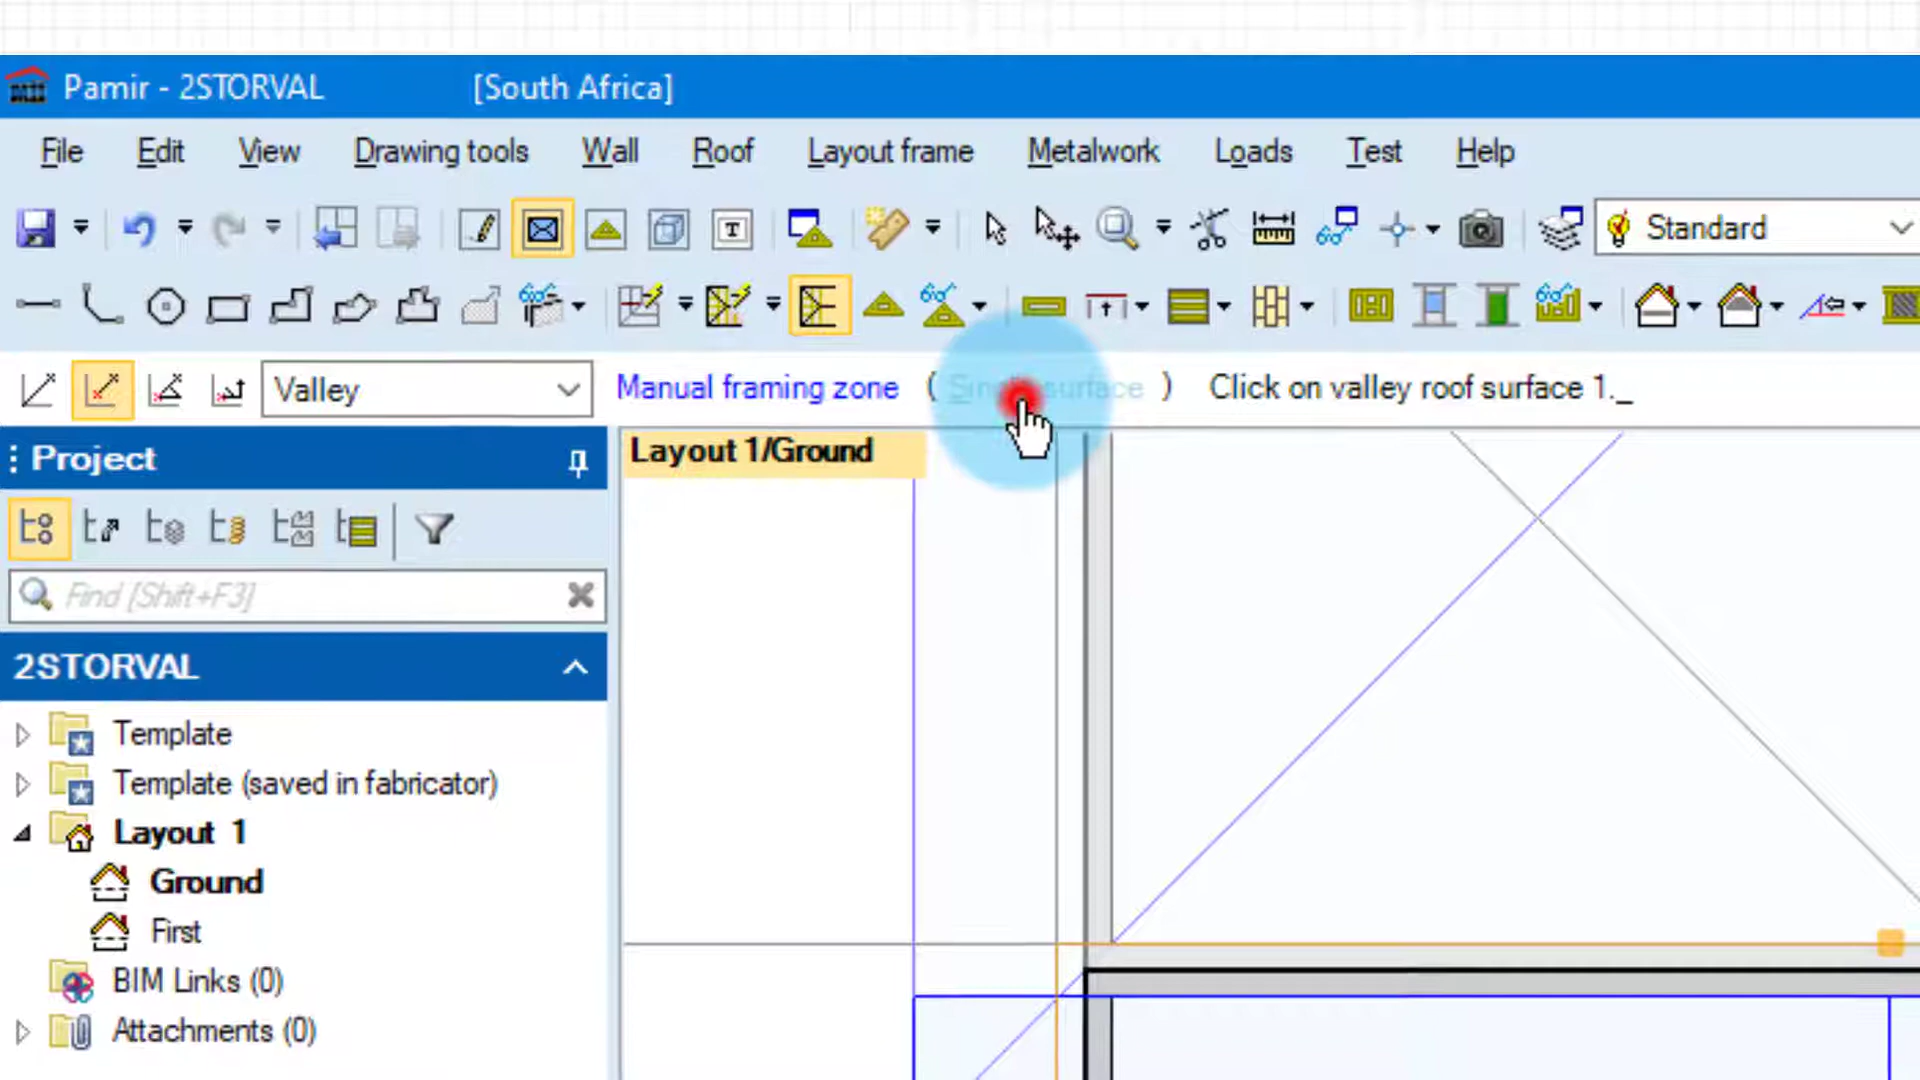 Pamir - 2STORVAL [South Africa]
File Edit View Drawing tools Wall Roof Layout frame Metalwork Loads Test Help
T Standard
Valley Manual framing zone ( Single surface ) Click on valley roof surface 1._
Project Layout 1/Ground
Find [Shift+F3]
2STORVAL
Template
Template (saved in fabricator)
Layout 1
Ground
First
BIM Links (0)
Attachments (0)